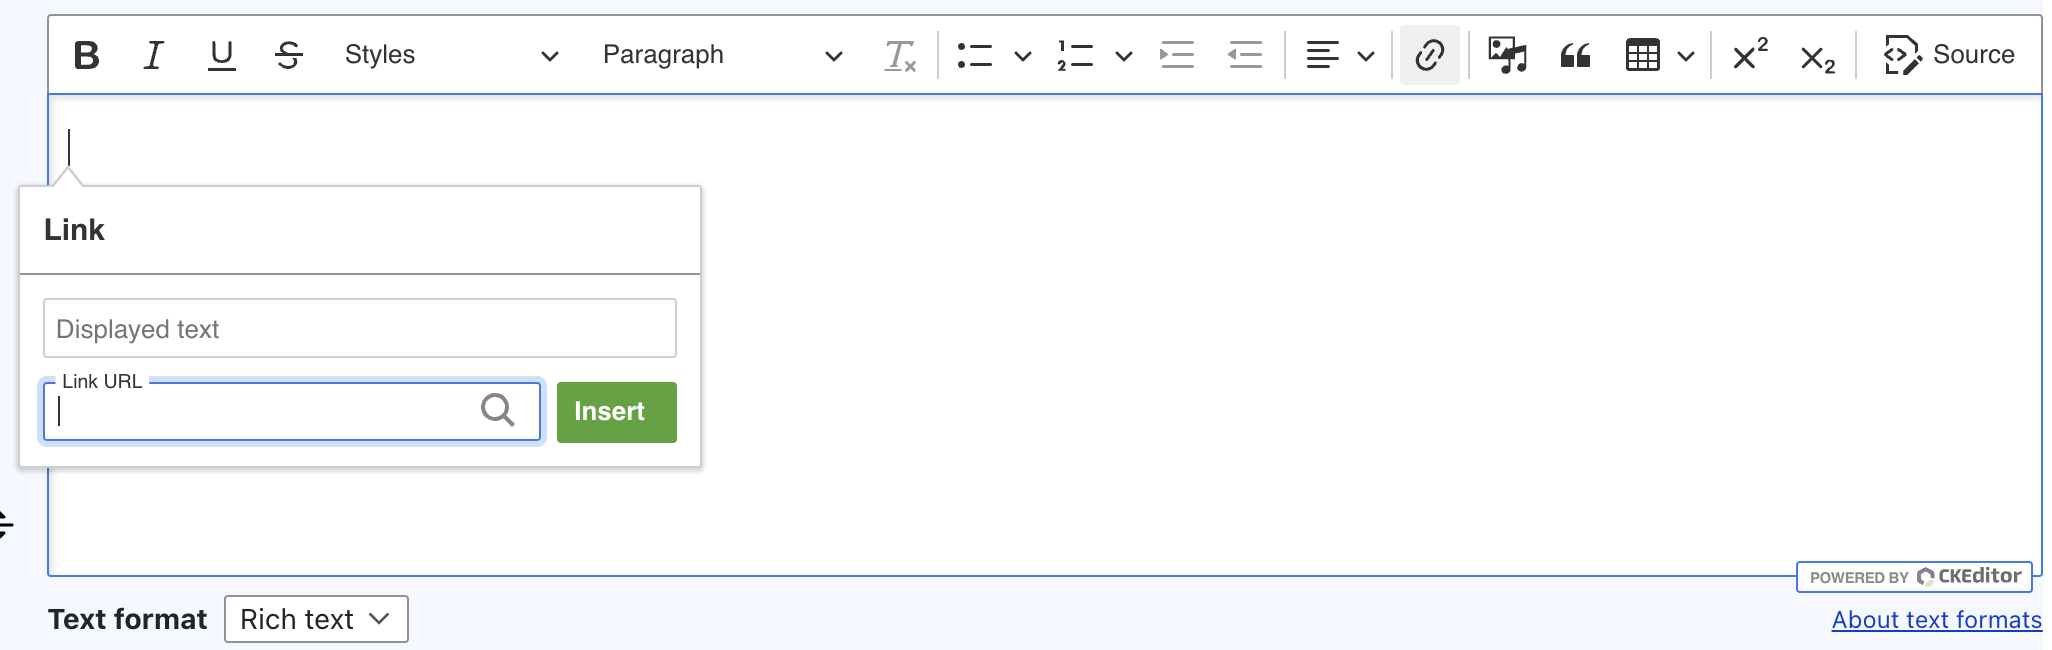 B I U S Styles Paragraph Source
Link
Displayed text
Link URL
Insert
POWERED BY CKEditor
Text format Rich text About text formats